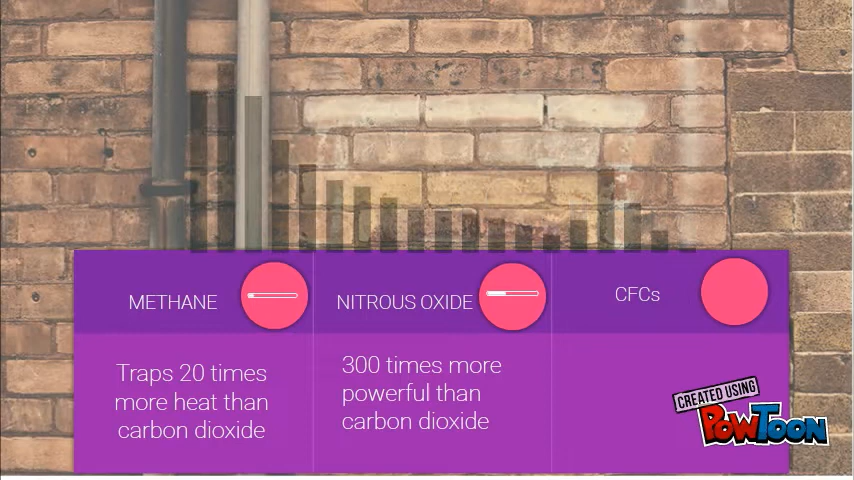 METHANE
NITROUS OXIDE
CFCs
Traps 20 times
more heat than
carbon dioxide
300 times more
powerful than
carbon dioxide
CREATED USING
POWTOON